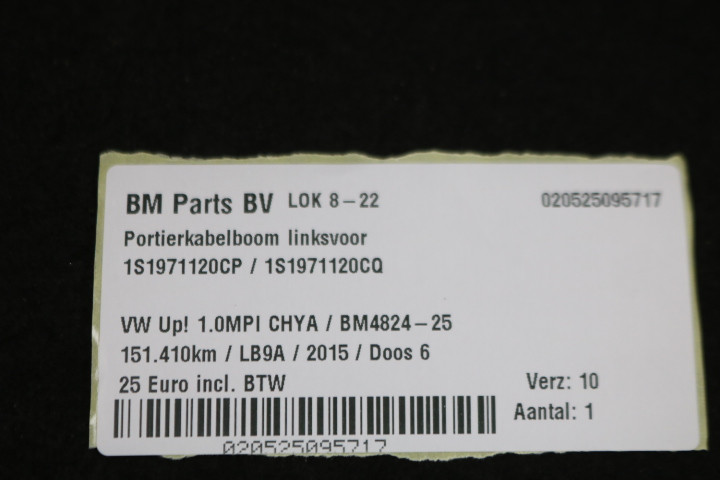 BM Parts BV LOK 8-22 020525095717
Portierkabelboom linksvoor
1S1971120CP / 1S1971120CQ
VW Up! 1.0MPI CHYA / BM4824-25
151.410km / LB9A / 2015 / Doos 6
25 Euro incl. BTW Verz: 10
Aantal: 1
020525095717